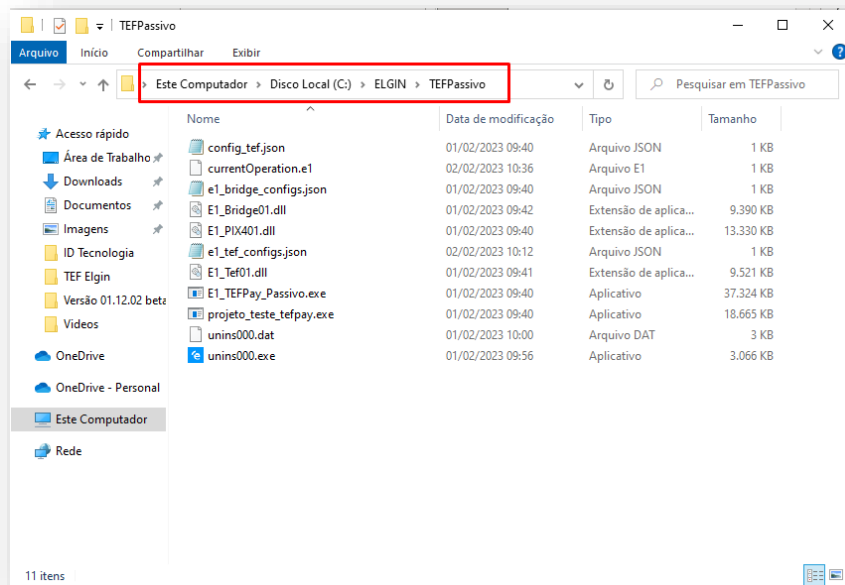 TEFPassivo
Arquivo Início Compartilhar Exibir
Este Computador > Disco Local (C:) > ELGIN > TEFPassivo Pesquisar em TEFPassivo
Nome Data de modificação Tipo Tamanho
Acesso rápido
Área de Trabalho
Downloads
Documentos
Imagens
ID Tecnologia
TEF Elgin
Versão 01.12.02 beta
Videos
OneDrive
OneDrive - Personal
Este Computador
Rede
config_tef.json 01/02/2023 09:40 Arquivo JSON 1 KB
currentOperation.e1 02/02/2023 10:36 Arquivo E1 1 KB
e1_bridge_configs.json 01/02/2023 09:40 Arquivo JSON 1 KB
E1_Bridge01.dll 01/02/2023 09:42 Extensão de aplica... 9.390 KB
E1_PIX401.dll 01/02/2023 09:40 Extensão de aplica... 13.330 KB
e1_tef_configs.json 02/02/2023 10:12 Arquivo JSON 1 KB
E1_Tef01.dll 01/02/2023 09:41 Extensão de aplica... 9.521 KB
E1_TEFPay_Passivo.exe 01/02/2023 09:40 Aplicativo 37.324 KB
projeto_teste_tefpay.exe 01/02/2023 09:40 Aplicativo 18.665 KB
unins000.dat 01/02/2023 10:00 Arquivo DAT 3 KB
unins000.exe 01/02/2023 09:56 Aplicativo 3.066 KB
11 itens